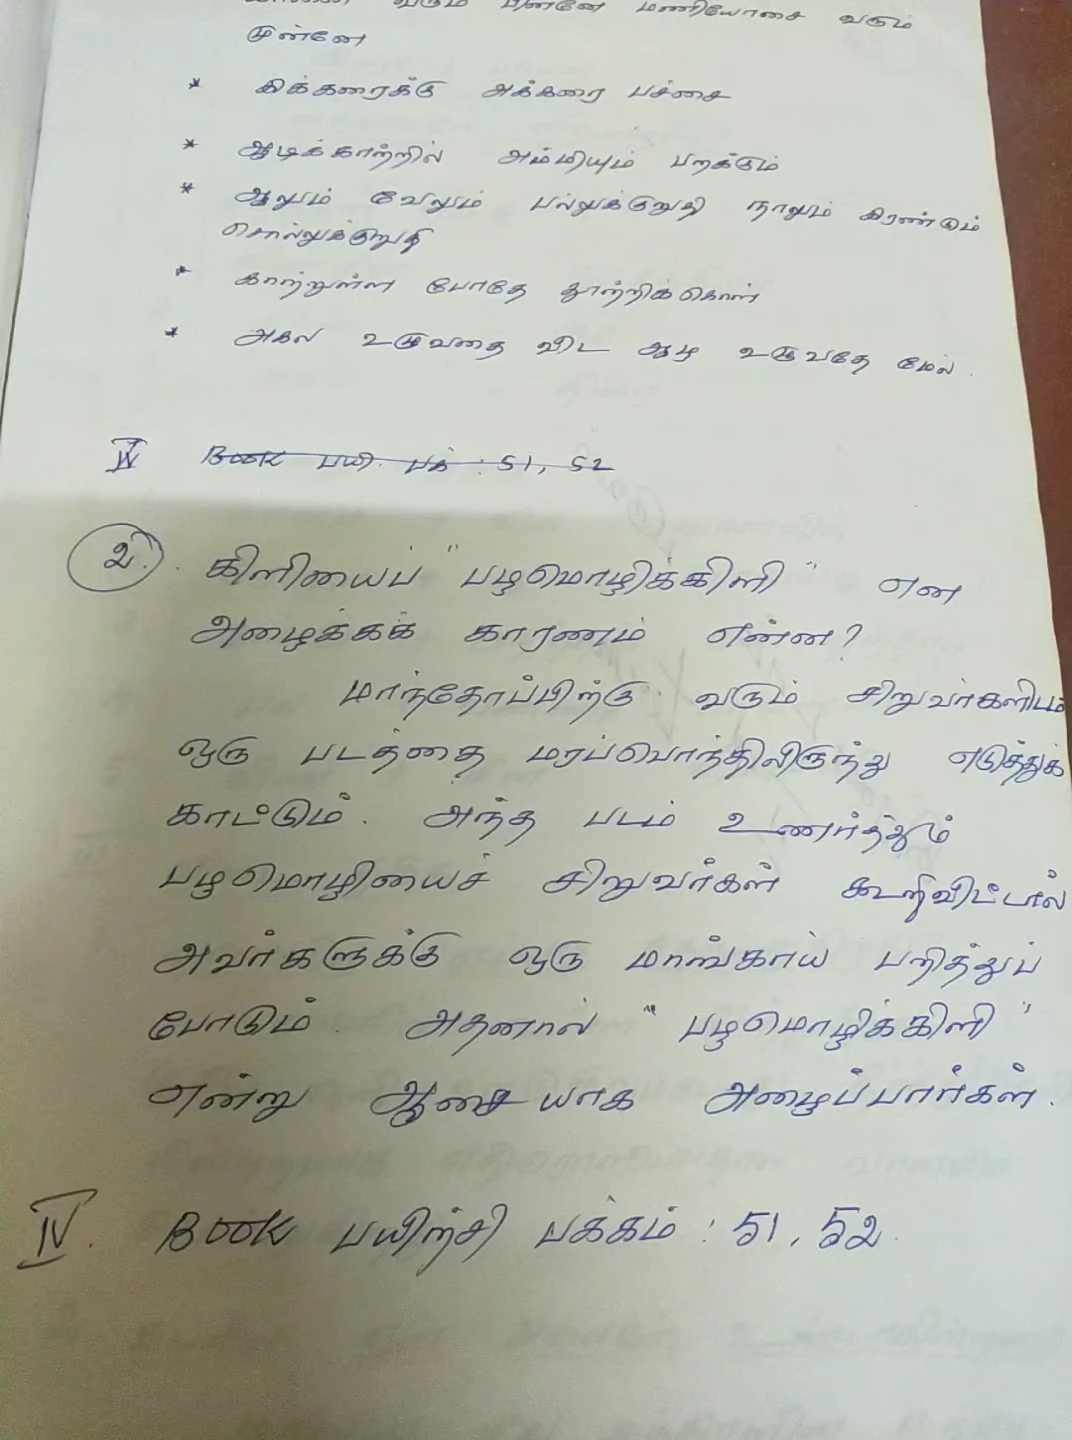 யானை வரும் பின்னே மணியோசை வரும்
முன்னே
* இக்கரைக்கு அக்கரை பச்சை
* ஆடிக்காற்றில் அம்மியும் பறக்கும்
* ஆலும் வேலும் பல்லுக்குறுதி நாலும் இரண்டும்
சொல்லுக்குறுதி
* காற்றுள்ள போதே தூற்றிக்கொள்
* அகல உழுவதை விட ஆழ உழுவதே மேல்.
IV Book பயி. பக் : 51, 52
2. கிளியைப் "பழமொழிக்கிளி" என
அழைக்கக் காரணம் என்ன?
மாந்தோப்பிற்கு வரும் சிறுவர்களிடம்
ஒரு படத்தை மரப்பொந்திலிருந்து எடுத்துக்
காட்டும். அந்த படம் உணர்த்தும்
பழமொழியைச் சிறுவர்கள் கூறிவிட்டால்
அவர்களுக்கு ஒரு மாங்காய் பறித்துப்
போடும். அதனால் "பழமொழிக்கிளி"
என்று ஆசையாக அழைப்பார்கள்.
IV. Book பயிற்சி பக்கம் : 51, 52.